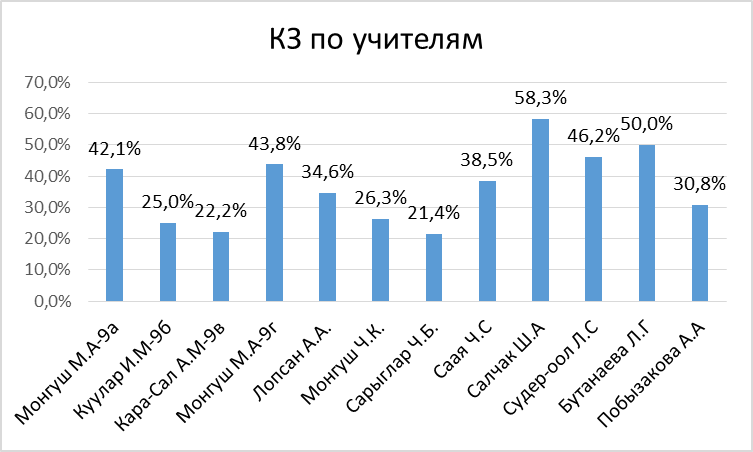 КЗ по учителям
70,0%
60,0%
50,0%
40,0%
30,0%
20,0%
10,0%
0,0%
42,1%
25,0%
22,2%
43,8%
34,6%
26,3%
21,4%
38,5%
58,3%
46,2%
50,0%
30,8%
Монгуш М.А-9а
Куулар И.М-9б
Кара-Сал А.М-9в
Монгуш М.А-9г
Лопсан А.А.
Монгуш Ч.К.
Сарыглар Ч.Б.
Саая Ч.С
Салчак Ш.А
Судер-оол Л.С
Бутанаева Л.Г
Побызакова А.А